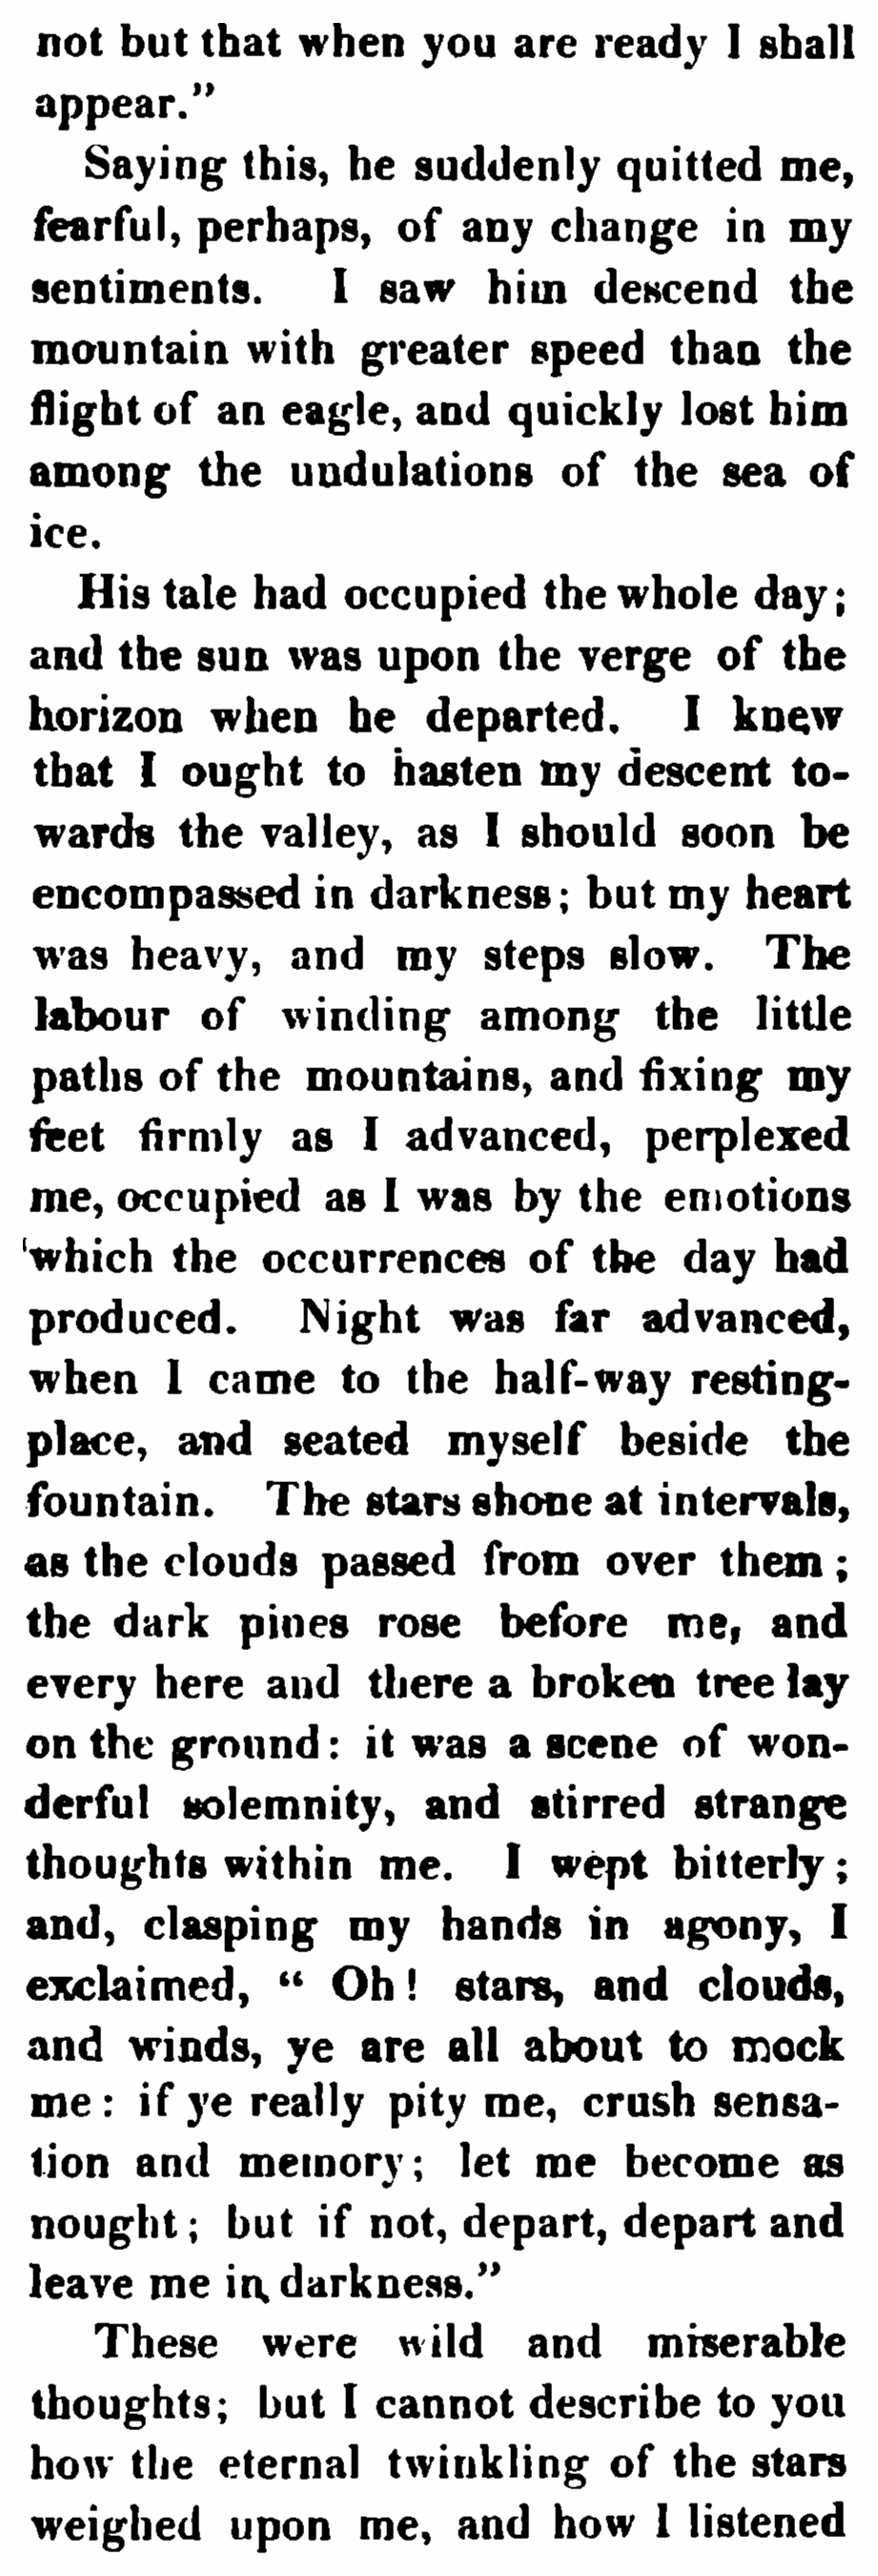 not but that when you are ready I shall
appear.”
Saying this, he suddenly quitted me,
fearful, perhaps, of any change in my
sentiments. I saw him descend the
mountain with greater speed than the
flight of an eagle, and quickly lost him
among the undulations of the sea of
ice.
His tale had occupied the whole day;
and the sun was upon the verge of the
horizon when he departed. I knew
that I ought to hasten my descent to-
wards the valley, as I should soon be
encompassed in darkness; but my heart
was heavy, and my steps slow. The
labour of winding among the little
paths of the mountains, and fixing my
feet firmly as I advanced, perplexed
me, occupied as I was by the emotions
which the occurrences of the day had
produced. Night was far advanced,
when I came to the half-way resting-
place, and seated myself beside the
fountain. The stars shone at intervals,
as the clouds passed from over them;
the dark pines rose before me, and
every here and there a broken tree lay
on the ground: it was a scene of won-
derful solemnity, and stirred strange
thoughts within me. I wept bitterly;
and, clasping my hands in agony, I
exclaimed, “Oh! stars, and clouds,
and winds, ye are all about to mock
me: if ye really pity me, crush sensa-
tion and memory; let me become as
nought; but if not, depart, depart and
leave me in darkness.”
These were wild and miserable
thoughts; but I cannot describe to you
how the eternal twinkling of the stars
weighed upon me, and how I listened